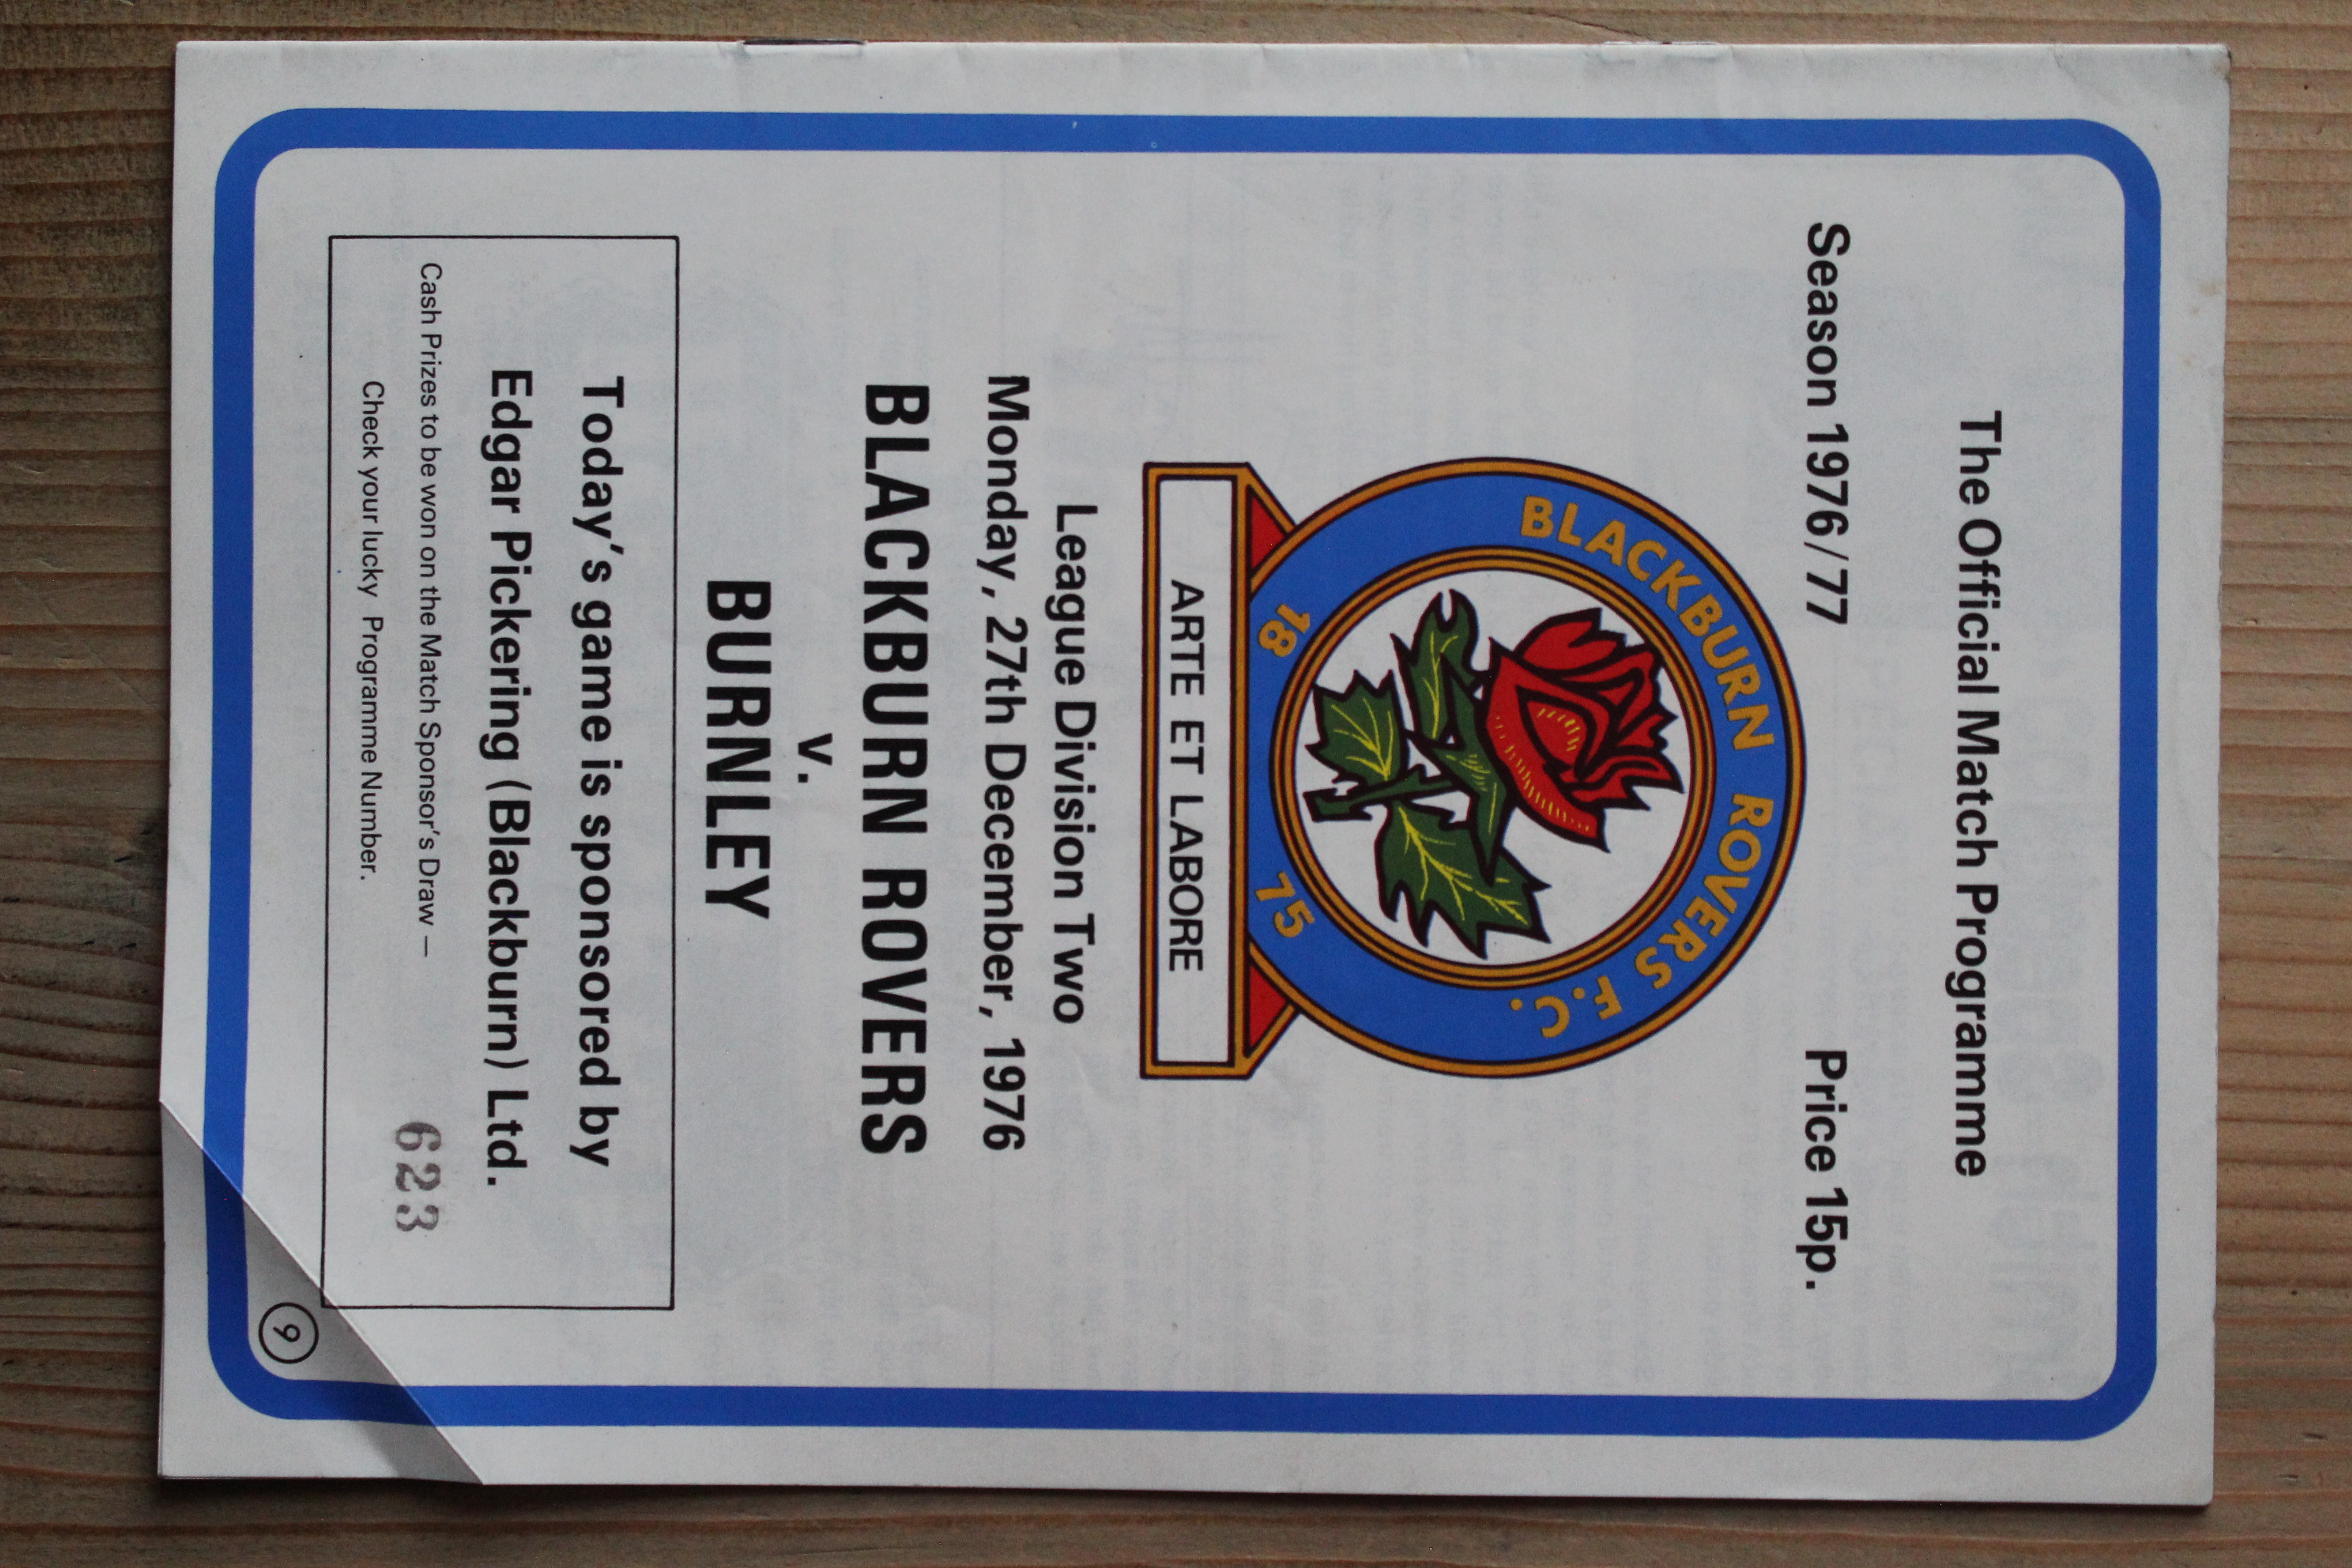 The Official Match Programme
Season 1976/77 Price 15p.
BLACKBURN ROVERS F.C.
18 75
ARTE ET LABORE
League Division Two
Monday, 27th December, 1976
BLACKBURN ROVERS
v.
BURNLEY
Today's game is sponsored by
Edgar Pickering (Blackburn) Ltd.
Cash Prizes to be won on the Match Sponsor's Draw –
Check your lucky Programme Number.
623
9